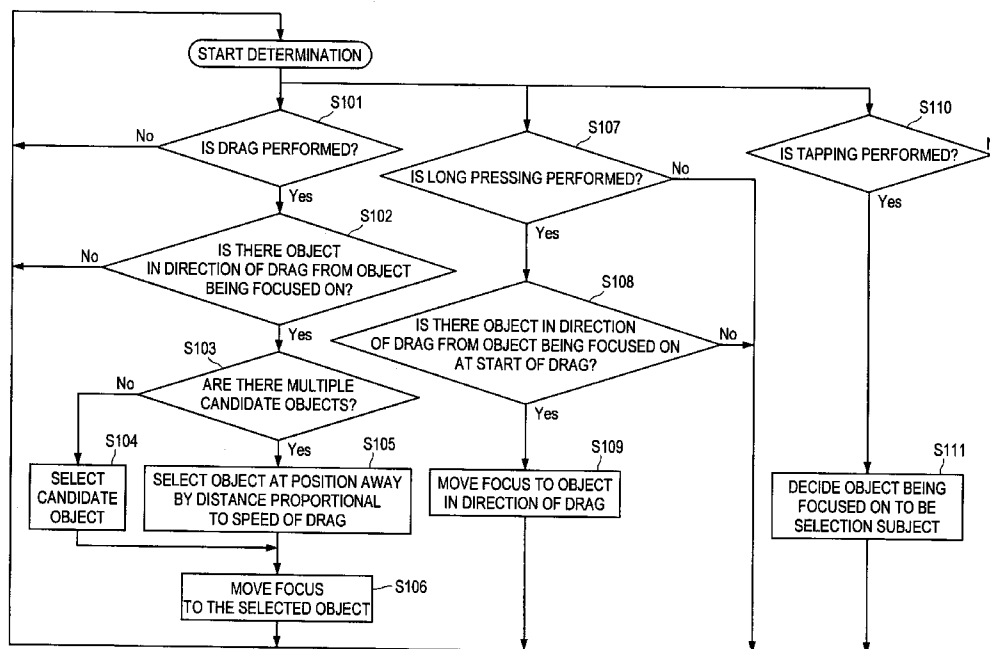 START DETERMINATION
S101
No
IS DRAG PERFORMED?
Yes
S102
No
IS THERE OBJECT
IN DIRECTION OF DRAG FROM OBJECT
BEING FOCUSED ON?
Yes
S103
No
ARE THERE MULTIPLE
CANDIDATE OBJECTS?
Yes
S104
SELECT
CANDIDATE
OBJECT
S105
SELECT OBJECT AT POSITION AWAY
BY DISTANCE PROPORTIONAL
TO SPEED OF DRAG
MOVE FOCUS
TO THE SELECTED OBJECT
S106
S107
IS LONG PRESSING PERFORMED?
No
Yes
S108
IS THERE OBJECT IN DIRECTION
OF DRAG FROM OBJECT BEING FOCUSED ON
AT START OF DRAG?
No
Yes
S109
MOVE FOCUS TO OBJECT
IN DIRECTION OF DRAG
S110
IS TAPPING PERFORMED?
Yes
S111
DECIDE OBJECT BEING
FOCUSED ON TO BE
SELECTION SUBJECT